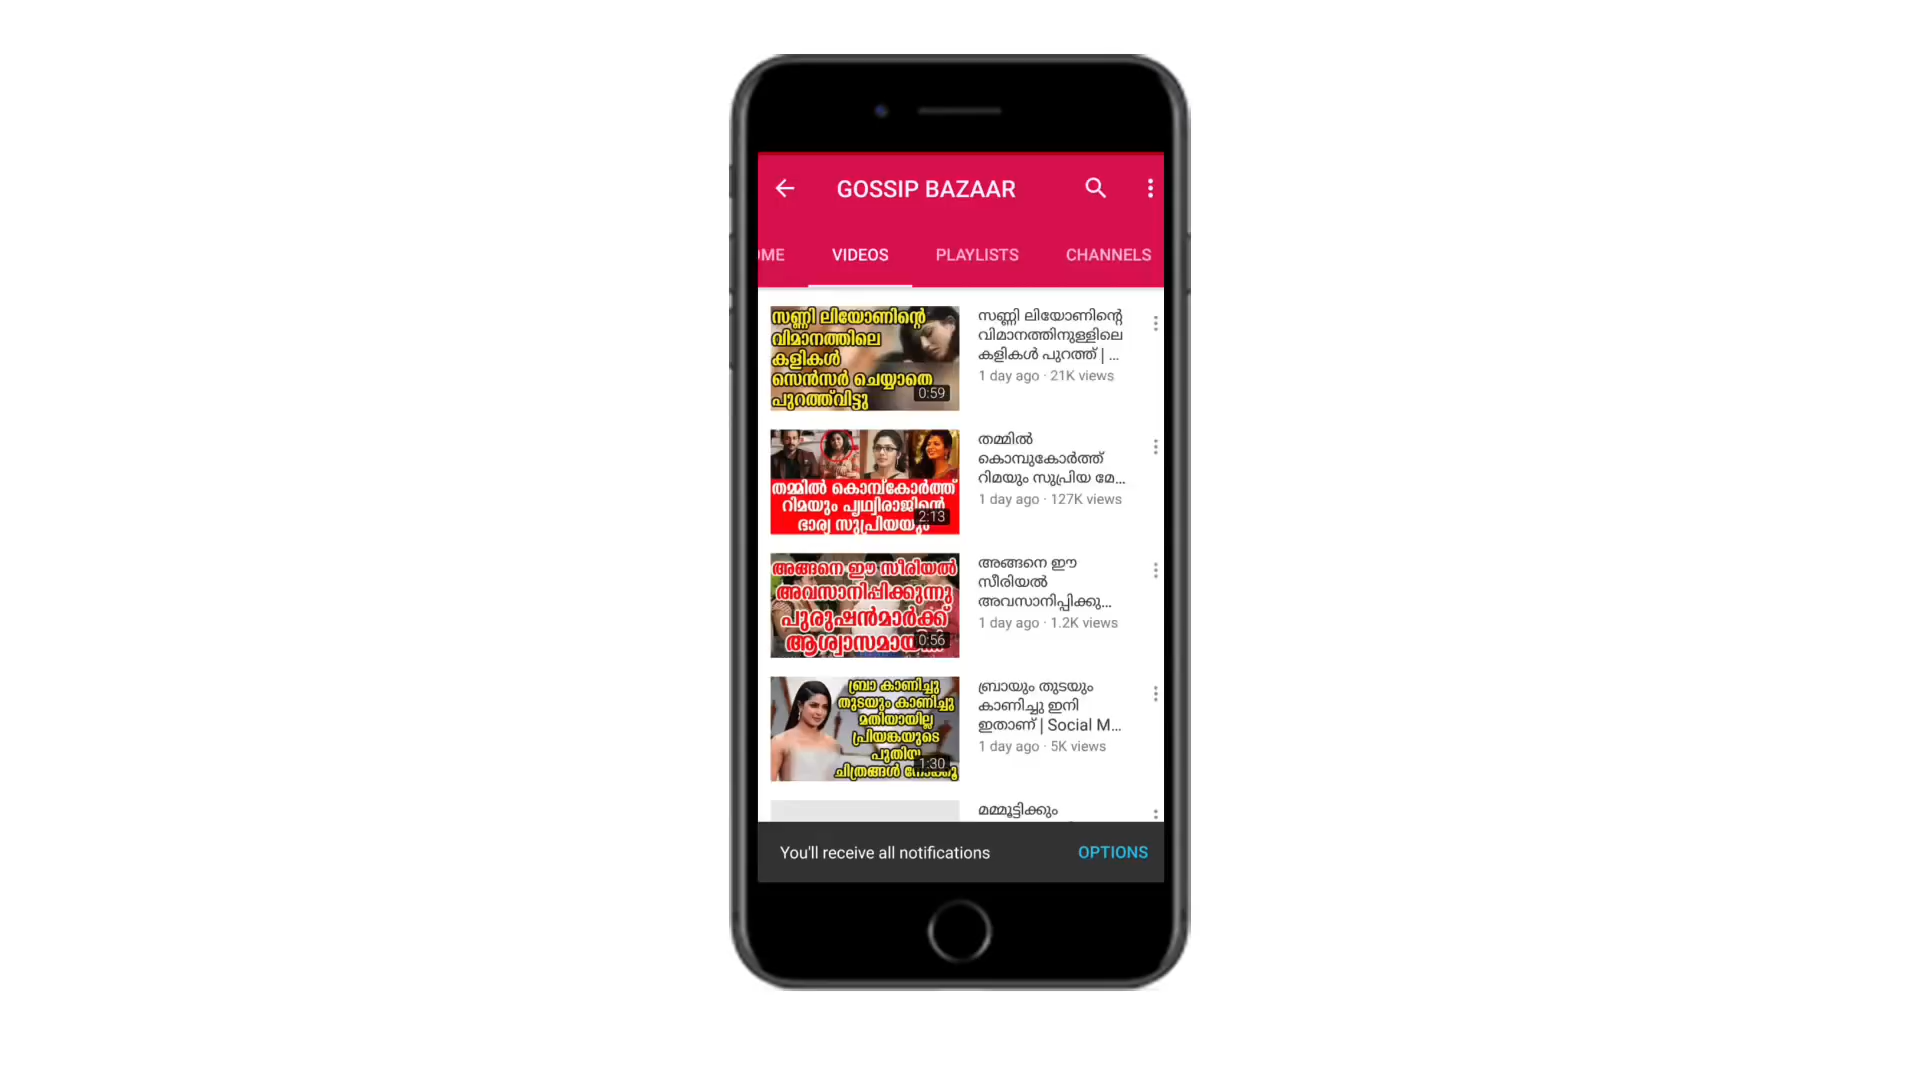 GOSSIP BAZAAR
OME VIDEOS PLAYLISTS CHANNELS
സണ്ണി ലിയോണിന്റെ
വിമാനത്തിലെ
കളികൾ
സെൻസർ ചെയ്യാതെ
പുറത്ത്‌വിട്ടു
0:59
സണ്ണി ലിയോണിന്റെ
വിമാനത്തിനുള്ളിലെ
കളികൾ പുറത്ത് | ...
1 day ago · 21K views
തമ്മിൽ കൊമ്പ്കോർത്ത്
റിമയും പൃഥ്വിരാജിന്റെ
ഭാര്യ സുപ്രിയയും
2:13
തമ്മിൽ
കൊമ്പുകോർത്ത്
റിമയും സുപ്രിയ മേ...
1 day ago · 127K views
അങ്ങനെ ഈ സീരിയൽ
അവസാനിപ്പിക്കുന്നു
പുരുഷൻമാർക്ക്
0:56
അങ്ങനെ ഈ
സീരിയൽ
അവസാനിപ്പിക്കു...
1 day ago · 1.2K views
ബ്രാ കാണിച്ചു
തുടയും കാണിച്ചു
മതിയായില്ല
പ്രിയങ്കയുടെ
പുതിയ
ചിത്രങ്ങൾ നോക്കൂ
1:30
ബ്രായും തുടയും
കാണിച്ചു ഇനി
ഇതാണ് | Social M...
1 day ago · 5K views
മമ്മൂട്ടിക്കും
You'll receive all notifications OPTIONS